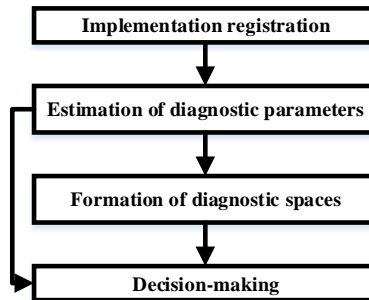 Implementation registration
Estimation of diagnostic parameters
Formation of diagnostic spaces
Decision-making